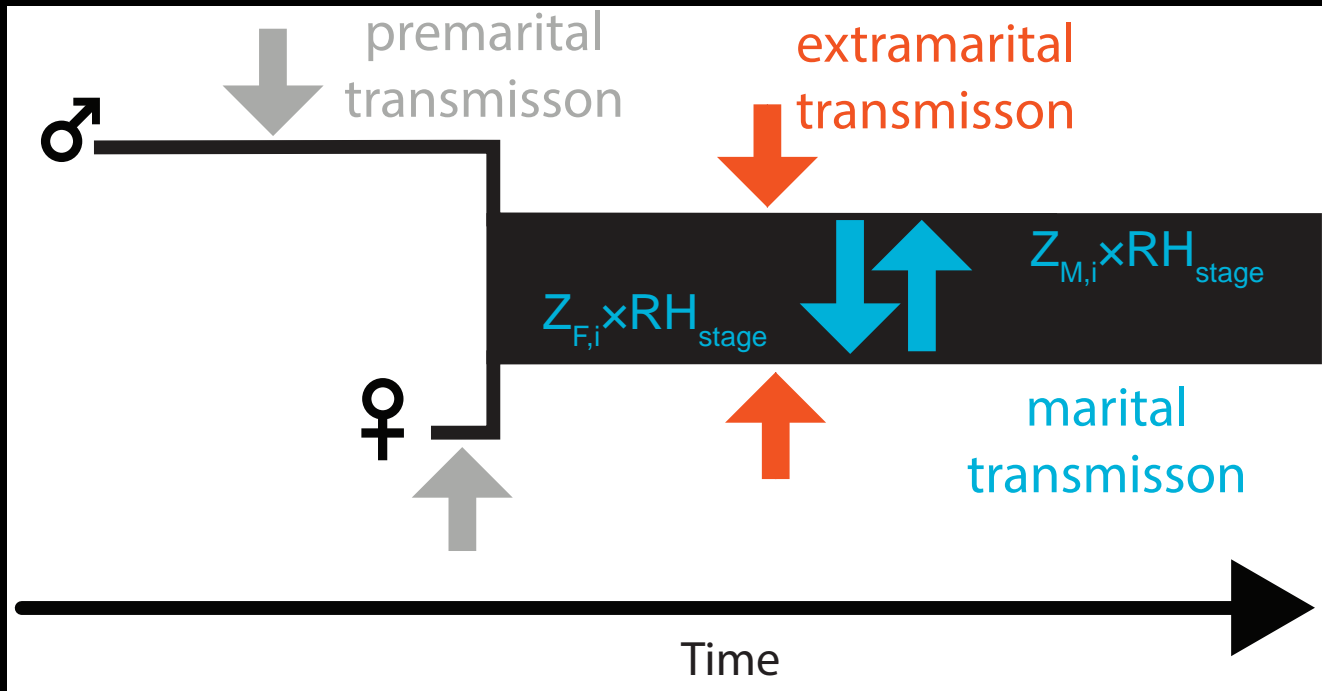 premarital
transmisson
extramarital
transmisson
Z_M,i×RH_stage
Z_F,i×RH_stage
marital
transmisson
Time